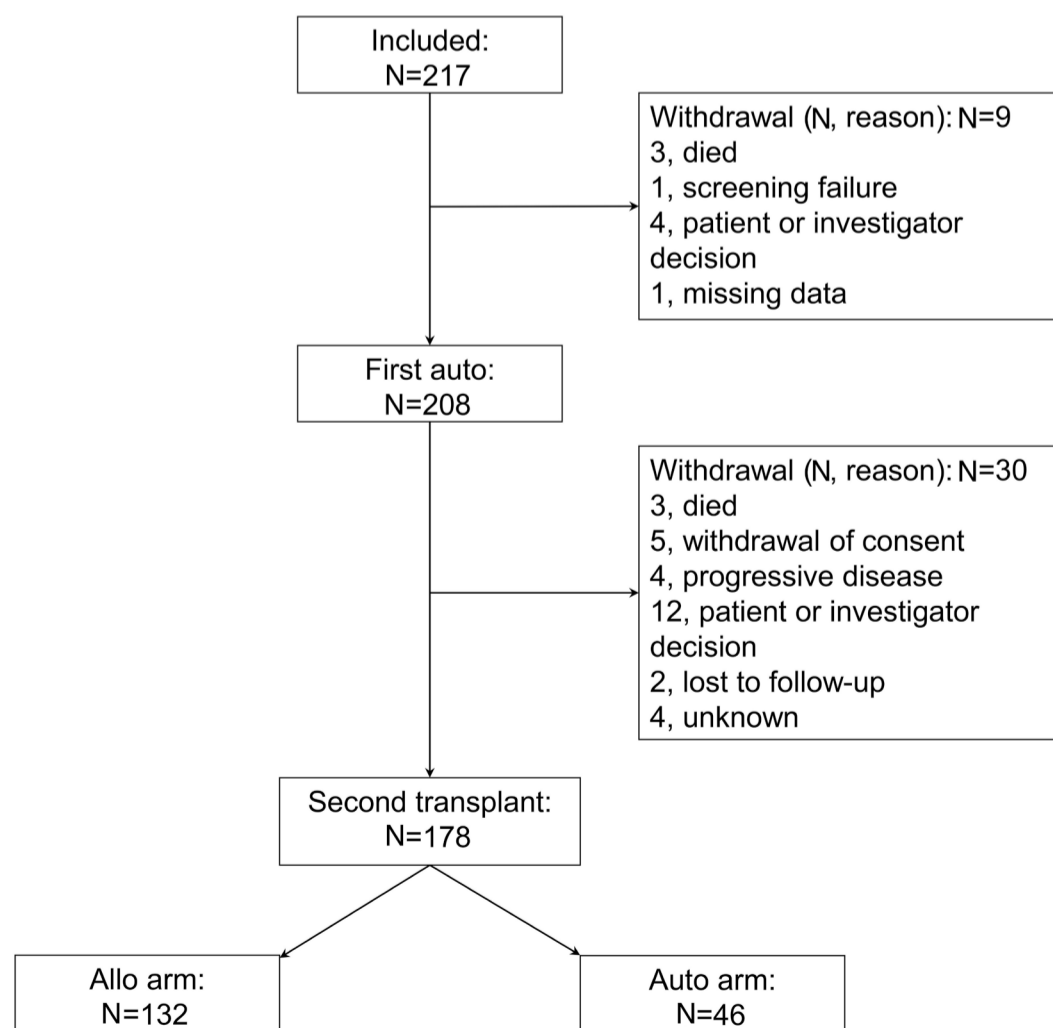 Included:
N=217
Withdrawal (N, reason): N=9
3, died
1, screening failure
4, patient or investigator
decision
1, missing data
First auto:
N=208
Withdrawal (N, reason): N=30
3, died
5, withdrawal of consent
4, progressive disease
12, patient or investigator
decision
2, lost to follow-up
4, unknown
Second transplant:
N=178
Allo arm:
N=132
Auto arm:
N=46